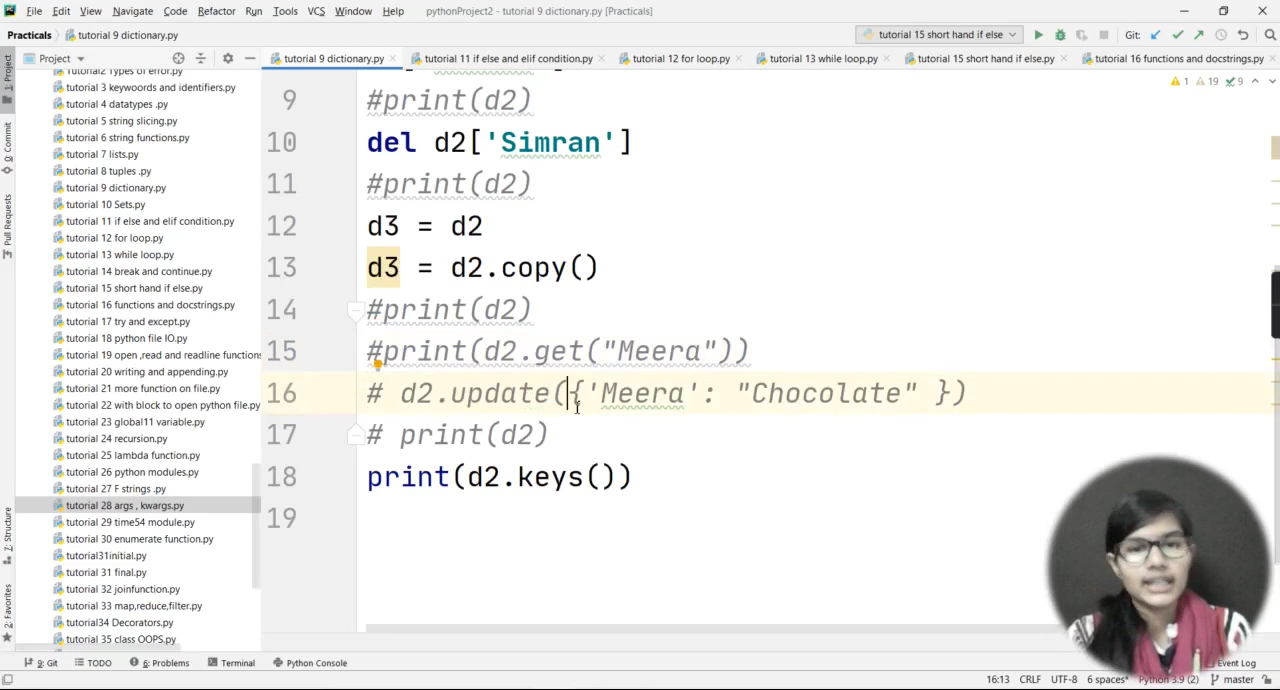 File Edit View Navigate Code Refactor Run Tools VCS Window Help pythonProject2 - tutorial 9 dictionary.py [Practicals]
Practicals tutorial 9 dictionary.py tutorial 15 short hand if else Git:
Project tutorial 9 dictionary.py tutorial 11 if else and elif condition.py tutorial 12 for loop.py tutorial 13 while loop.py tutorial 15 short hand if else.py tutorial 16 functions and docstrings.py
1: Project
0: Commit
Pull Requests
7: Structure
2: Favorites
tutorial2 Types of error.py
tutorial 3 keywoords and identifiers.py
tutorial 4 datatypes .py
tutorial 5 string slicing.py
tutorial 6 string functions.py
tutorial 7 lists.py
tutorial 8 tuples .py
tutorial 9 dictionary.py
tutorial 10 Sets.py
tutorial 11 if else and elif condition.py
tutorial 12 for loop.py
tutorial 13 while loop.py
tutorial 14 break and continue.py
tutorial 15 short hand if else.py
tutorial 16 functions and docstrings.py
tutorial 17 try and except.py
tutorial 18 python file IO.py
tutorial 19 open ,read and readline functions
tutorial 20 writing and appending.py
tutorial 21 more function on file.py
tutorial 22 with block to open python file.py
tutorial 23 global11 variable.py
tutorial 24 recursion.py
tutorial 25 lambda function.py
tutorial 26 python modules.py
tutorial 27 F strings .py
tutorial 28 args , kwargs.py
tutorial 29 time54 module.py
tutorial 30 enumerate function.py
tutorial31initial.py
tutorial 31 final.py
tutorial 32 joinfunction.py
tutorial 33 map,reduce,filter.py
tutorial34 Decorators.py
tutorial 35 class OOPS.py
1 19 9
9 #print(d2)
10 del d2['Simran']
11 #print(d2)
12 d3 = d2
13 d3 = d2.copy()
14 #print(d2)
15 #print(d2.get("Meera"))
16 # d2.update({'Meera': "Chocolate" })
17 # print(d2)
18 print(d2.keys())
19
9: Git TODO 6: Problems Terminal Python Console Event Log
16:13 CRLF UTF-8 6 spaces* Python 3.9 (2) master